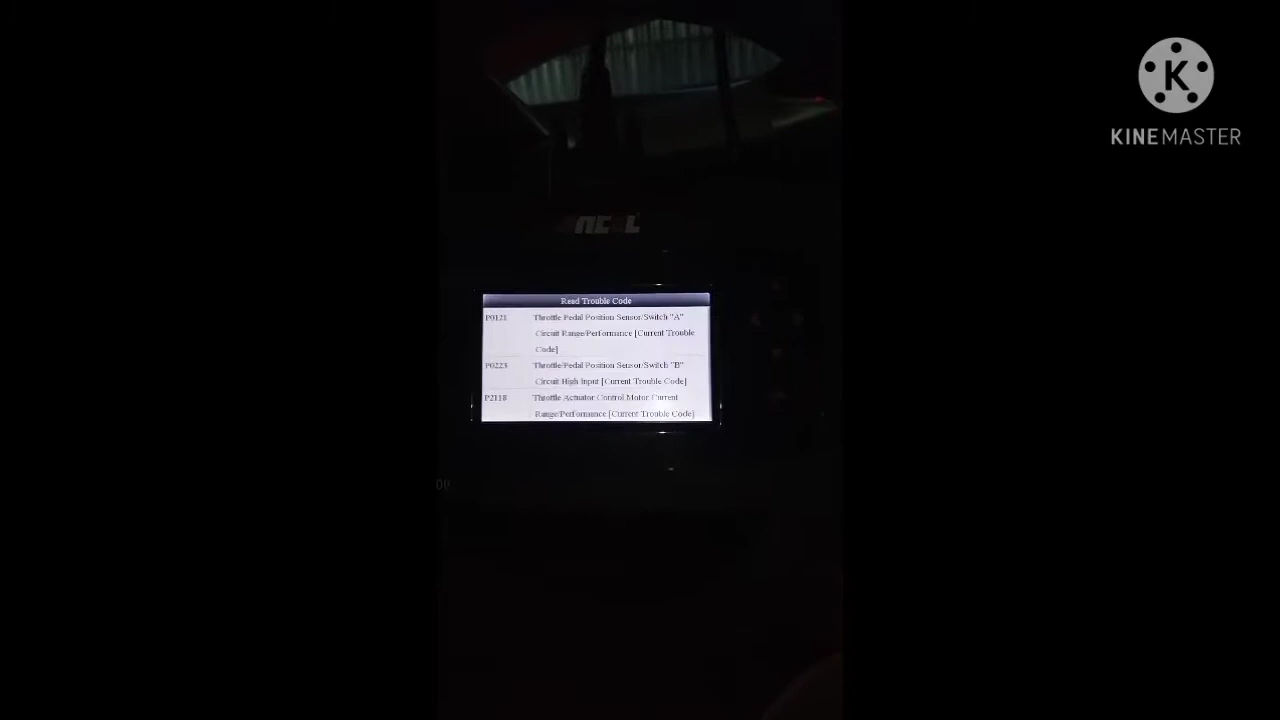 KINEMASTER
ANCEL
Read Trouble Code
P0121 Throttle Pedal Position Sensor/Switch "A"
Circuit Range/Performance [Current Trouble
Code]
P0223 Throttle/Pedal Position Sensor/Switch "B"
Circuit High Input [Current Trouble Code]
P2118 Throttle Actuator Control Motor Current
Range/Performance [Current Trouble Code]